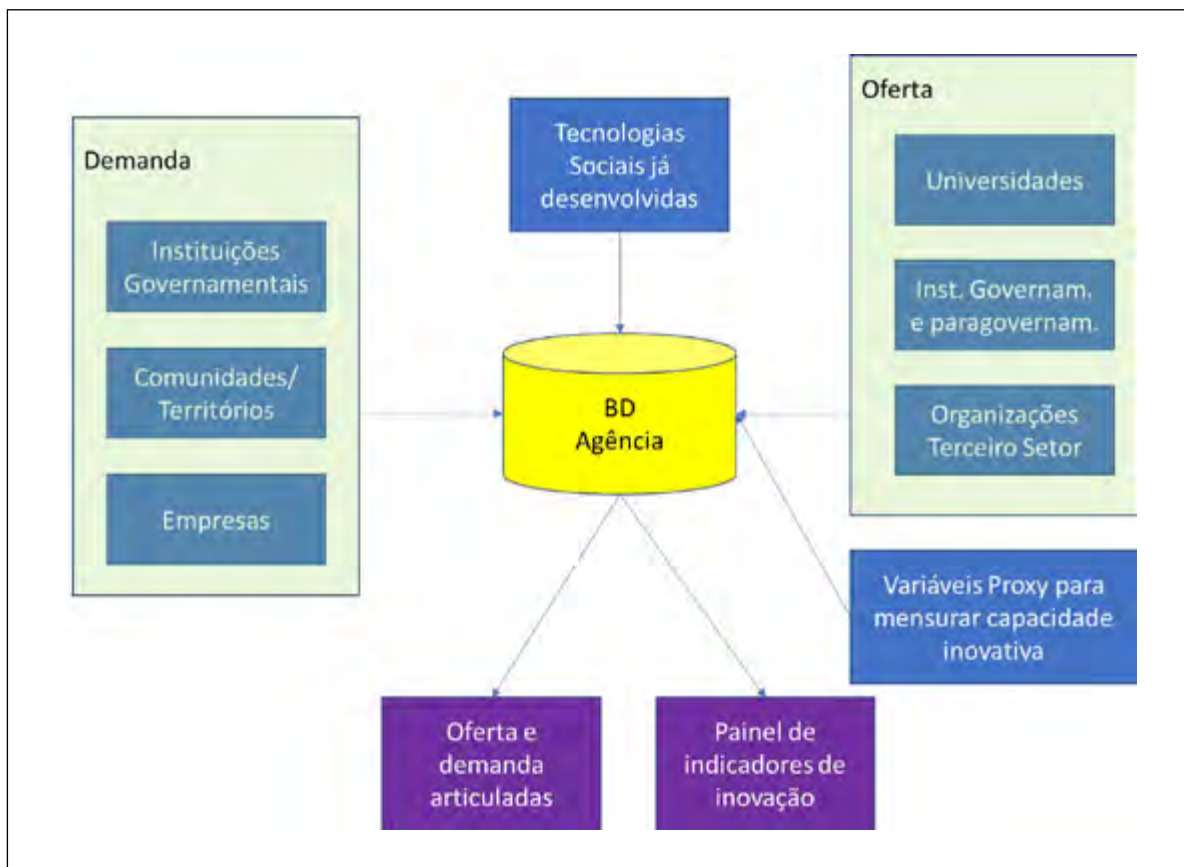 Demanda
Instituições
Governamentais
Comunidades/
Territórios
Empresas
Tecnologias
Sociais já
desenvolvidas
BD
Agência
Oferta
Universidades
Inst. Governam.
e paragovernam.
Organizações
Terceiro Setor
Variáveis Proxy para
mensurar capacidade
inovativa
Oferta e
demanda
articuladas
Painel de
indicadores de
inovação